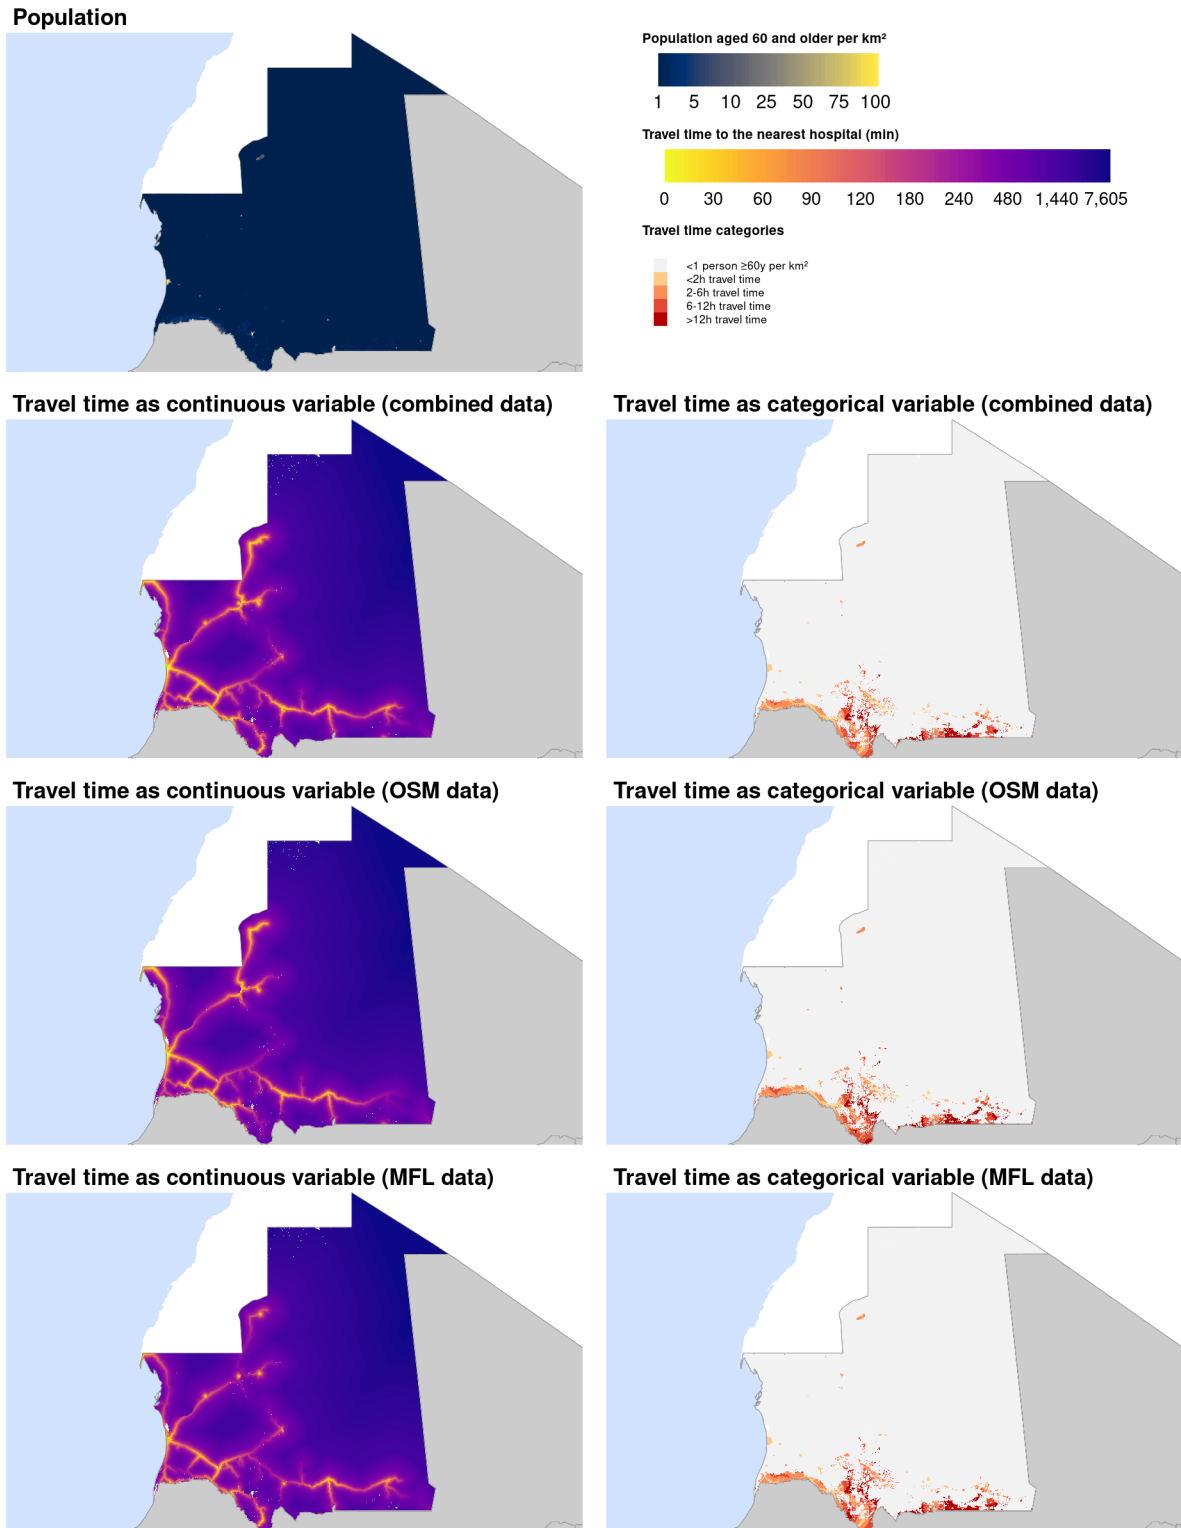 Population
Population aged 60 and older per km²
1 5 10 25 50 75 100
Travel time to the nearest hospital (min)
0 30 60 90 120 180 240 480 1,440 7,605
Travel time categories
<1 person ≥60y per km²
<2h travel time
2-6h travel time
6-12h travel time
>12h travel time
Travel time as continuous variable (combined data)
Travel time as categorical variable (combined data)
Travel time as continuous variable (OSM data)
Travel time as categorical variable (OSM data)
Travel time as continuous variable (MFL data)
Travel time as categorical variable (MFL data)